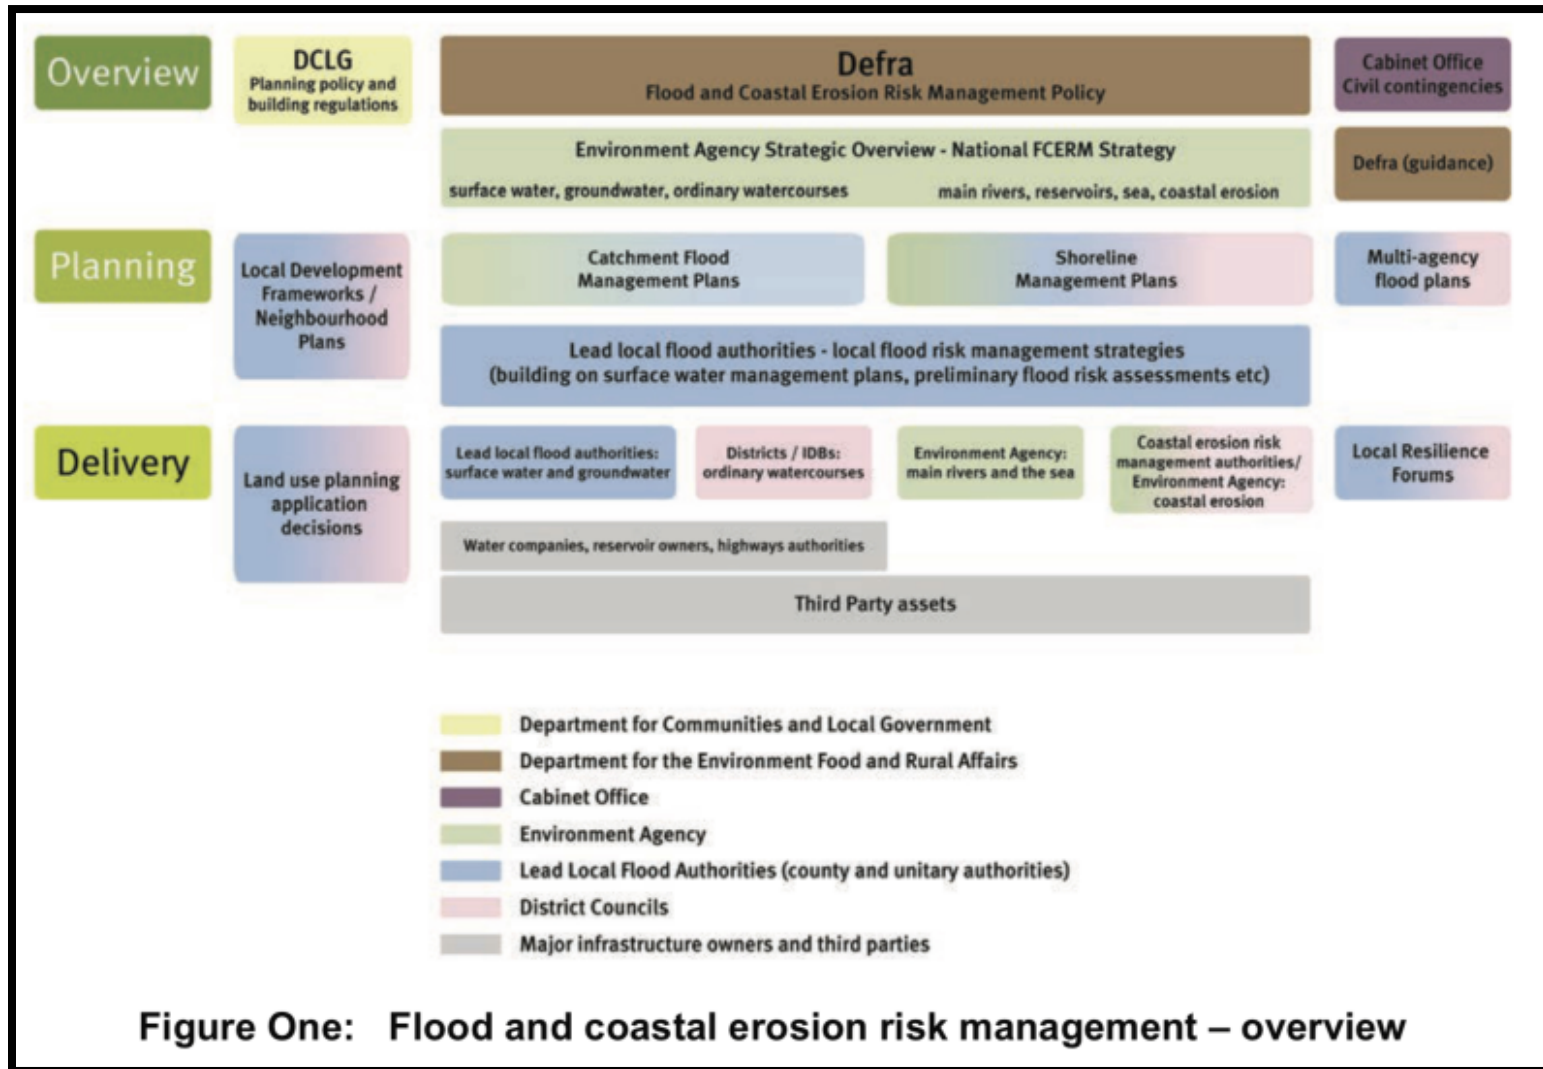 Overview
DCLG
Planning policy and
building regulations
Defra
Flood and Coastal Erosion Risk Management Policy
Cabinet Office
Civil contingencies
Environment Agency Strategic Overview - National FCERM Strategy
surface water, groundwater, ordinary watercourses
main rivers, reservoirs, sea, coastal erosion
Defra (guidance)
Planning
Local Development
Frameworks /
Neighbourhood
Plans
Catchment Flood
Management Plans
Shoreline
Management Plans
Multi-agency
flood plans
Lead local flood authorities - local flood risk management strategies
(building on surface water management plans, preliminary flood risk assessments etc)
Delivery
Land use planning
application
decisions
Lead local flood authorities:
surface water and groundwater
Districts / IDBs:
ordinary watercourses
Environment Agency:
main rivers and the sea
Coastal erosion risk
management authorities/
Environment Agency:
coastal erosion
Local Resilience
Forums
Water companies, reservoir owners, highways authorities
Third Party assets
Department for Communities and Local Government
Department for the Environment Food and Rural Affairs
Cabinet Office
Environment Agency
Lead Local Flood Authorities (county and unitary authorities)
District Councils
Major infrastructure owners and third parties
Figure One: Flood and coastal erosion risk management – overview